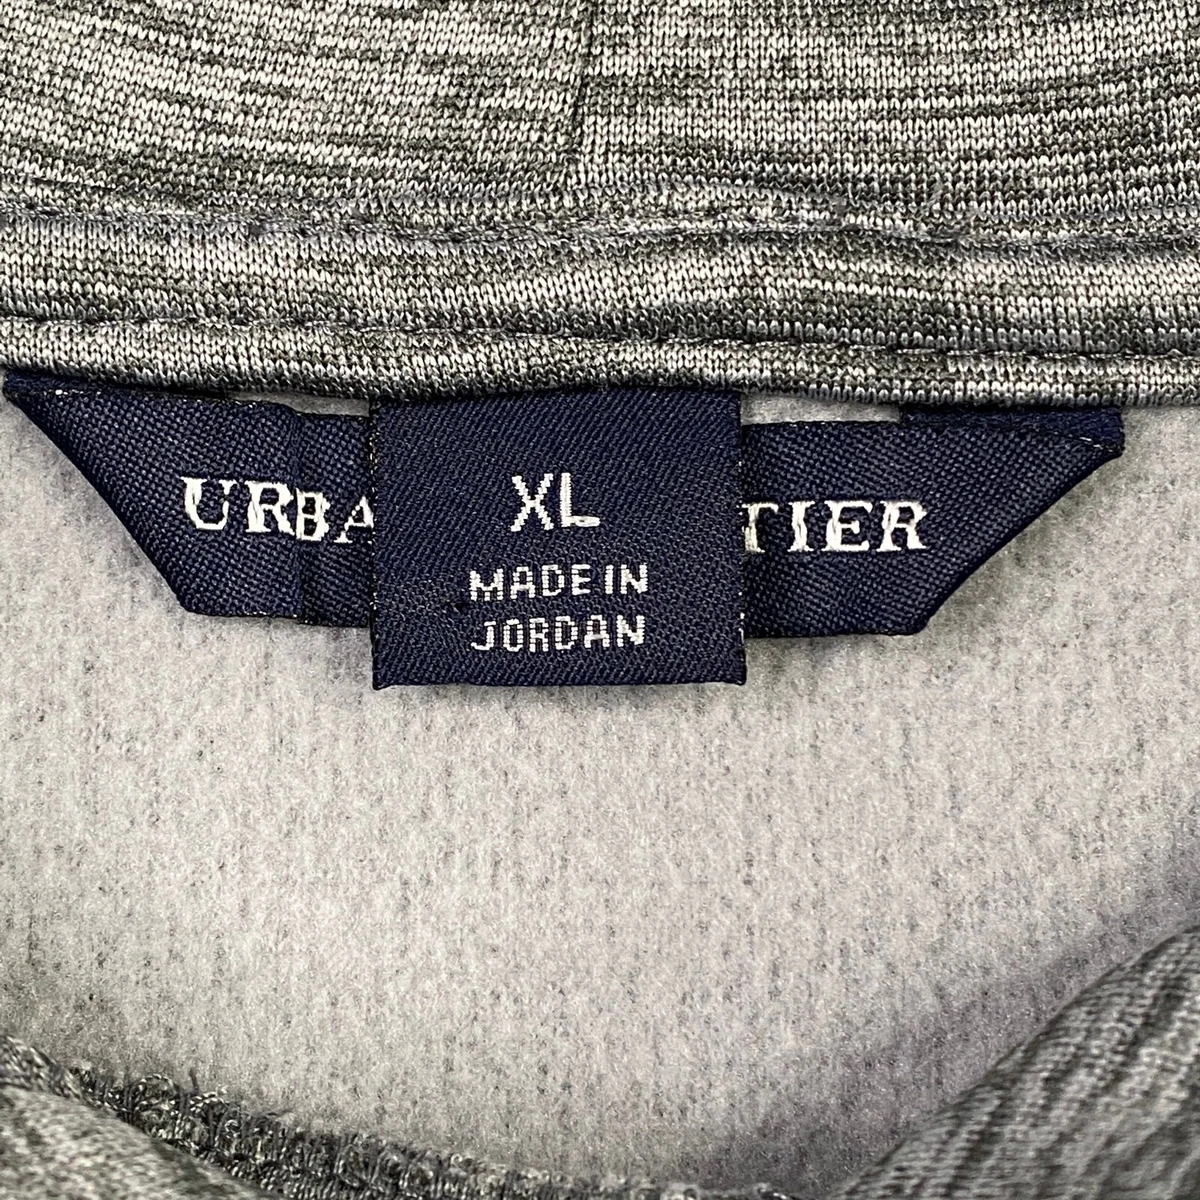 URBA TIER
XL
MADE IN
JORDAN